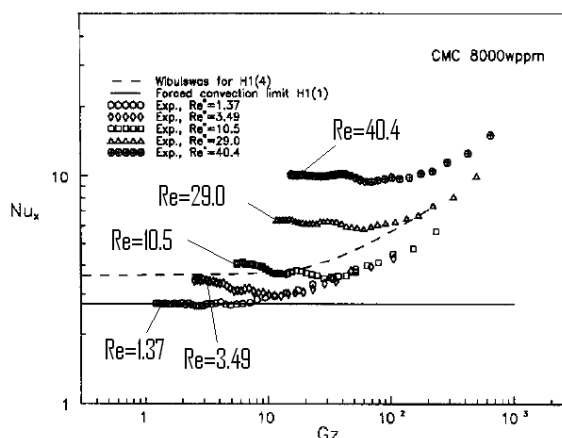 CMC 8000wppm
Wibulswas for H1(4)
Forced convection limit H1(1)
Exp., Re*=1.37
Exp., Re*=3.49
Exp., Re*=10.5
Exp., Re*=29.0
Exp., Re*=40.4
Re=40.4
10
Nuₓ
Re=29.0
Re=10.5
Re=1.37
Re=3.49
1
1
10
10²
10³
Gz